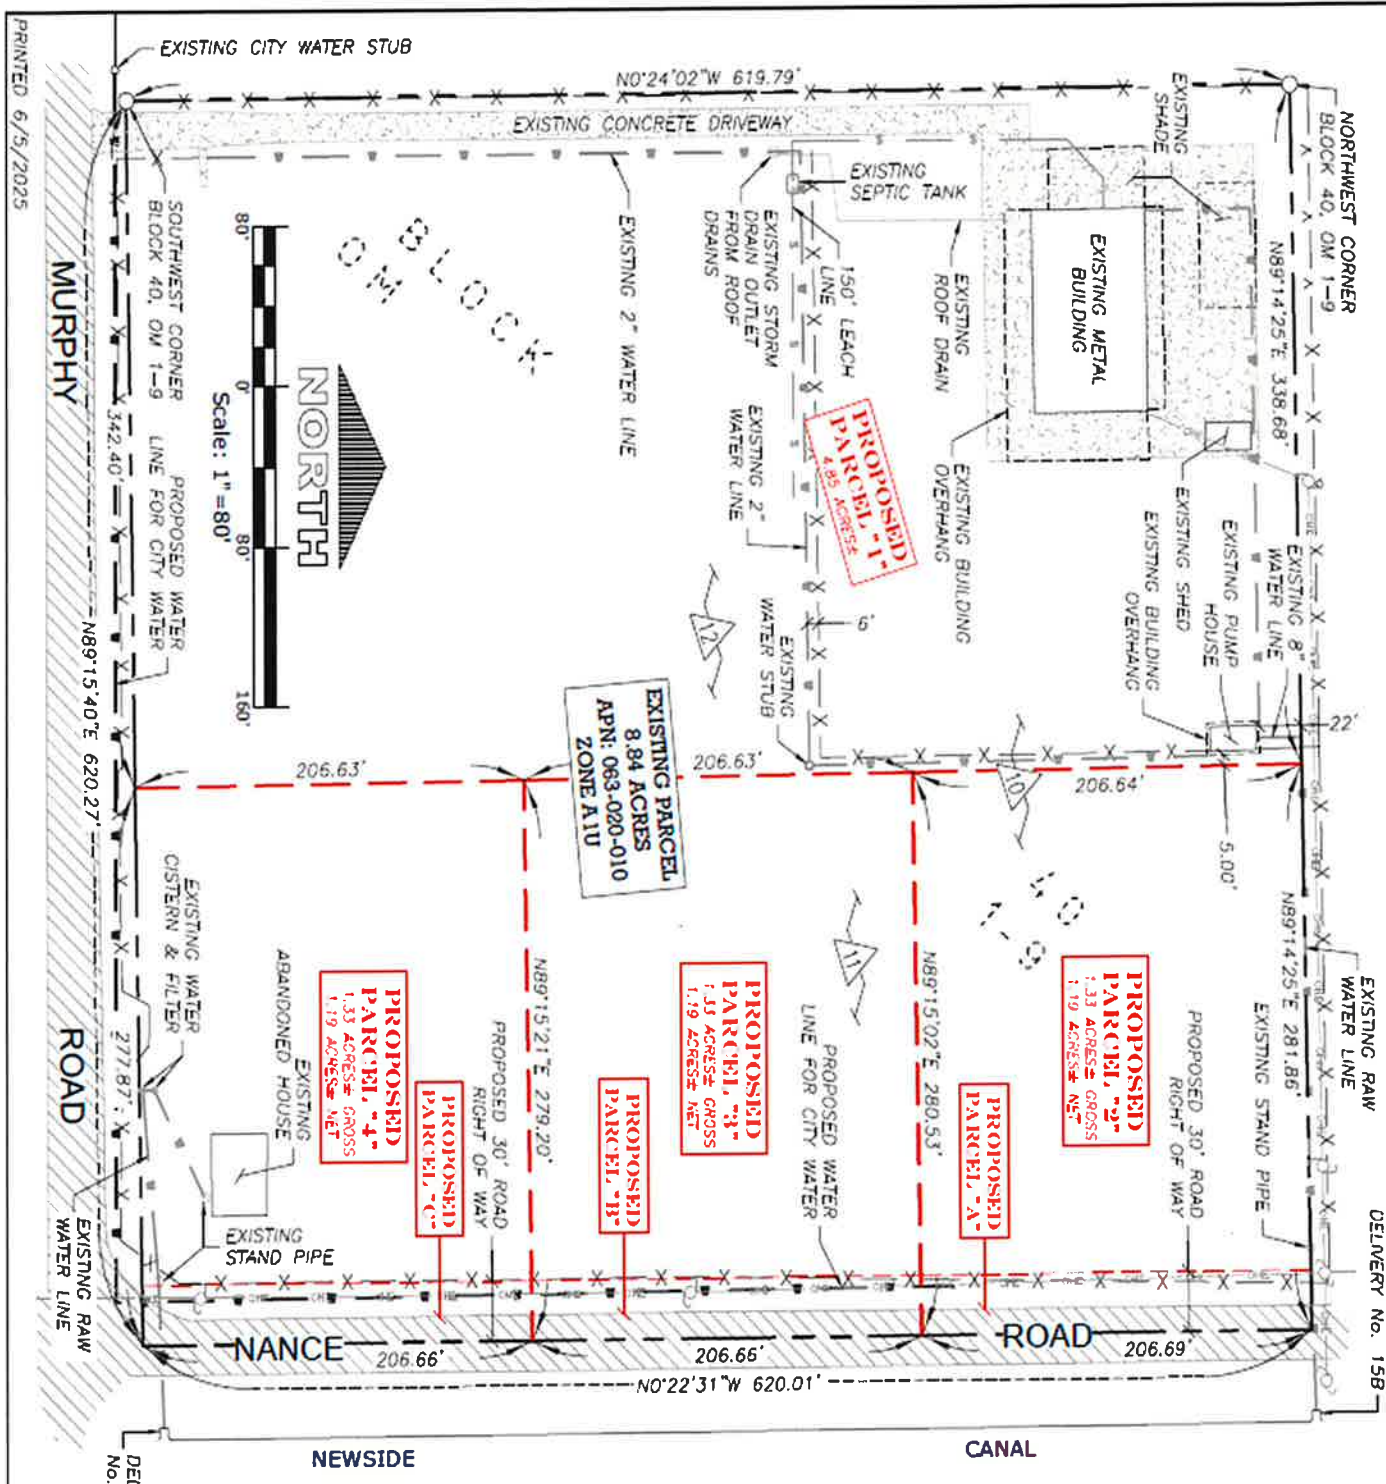 PRINTED 6/5/2025
EXISTING CITY WATER STUB
N0°24'02"W 619.79'
NORTHWEST CORNER
BLOCK 40, OM 1-9
EXISTING
SHADE
N89°14'25"E 338.68'
EXISTING CONCRETE DRIVEWAY
EXISTING
SEPTIC TANK
EXISTING METAL
BUILDING
SOUTHWEST CORNER
BLOCK 40, OM 1-9
BLOCK
OM
EXISTING 2" WATER LINE
EXISTING STORM
DRAIN OUTLET
FROM ROOF
DRAINS
150' LEACH
LINE
EXISTING
ROOF DRAIN
80'
0'
80'
160'
Scale: 1"=80'
NORTH
MURPHY
342.40'
PROPOSED WATER
LINE FOR CITY WATER
EXISTING 2"
WATER LINE
PROPOSED
PARCEL "1"
4.85 ACRES±
EXISTING BUILDING
OVERHANG
EXISTING SHED
EXISTING BUILDING
OVERHANG
EXISTING PUMP
HOUSE
EXISTING 8"
WATER LINE
22'
6'
12
EXISTING
WATER STUB
EXISTING PARCEL
8.84 ACRES
APN: 063-020-010
ZONE A1U
N89°15'40"E 620.27'
206.63'
206.63'
10
206.64'
5.00'
40
1-9
11
N89°14'25"E 281.86'
EXISTING RAW
WATER LINE
EXISTING WATER
CISTERN & FILTER
ABANDONED HOUSE
EXISTING
PROPOSED
PARCEL "4"
1.33 ACRES± GROSS
1.19 ACRES± NET
N89°15'21"E 279.20'
PROPOSED
PARCEL "3"
1.33 ACRES± GROSS
1.19 ACRES± NET
N89°15'02"E 280.53'
PROPOSED
PARCEL "2"
1.33 ACRES± GROSS
1.19 ACRES± NET
ROAD
277.87'
PROPOSED
PARCEL "C"
PROPOSED 30' ROAD
RIGHT OF WAY
PROPOSED
PARCEL "B"
PROPOSED WATER
LINE FOR CITY WATER
PROPOSED
PARCEL "A"
PROPOSED 30' ROAD
RIGHT OF WAY
EXISTING STAND PIPE
DELIVERY No. 15B
EXISTING RAW
WATER LINE
EXISTING
STAND PIPE
NANCE
206.66'
206.66'
ROAD
206.69'
N0°22'31"W 620.01'
NEWSIDE
CANAL
No.